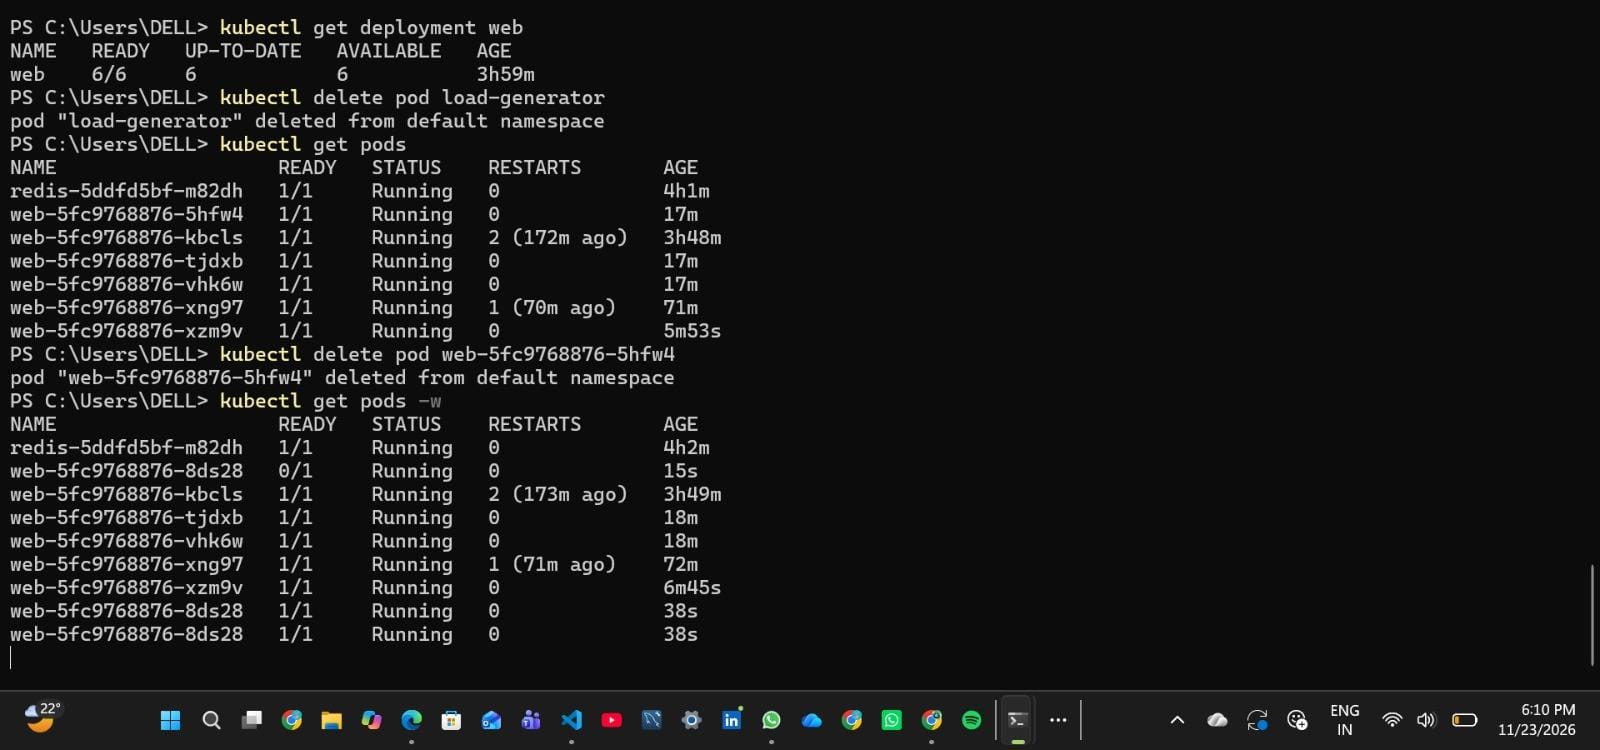 PS C:\Users\DELL> kubectl get deployment web
NAME   READY   UP-TO-DATE   AVAILABLE   AGE
web    6/6     6            6           3h59m
PS C:\Users\DELL> kubectl delete pod load-generator
pod "load-generator" deleted from default namespace
PS C:\Users\DELL> kubectl get pods
NAME                   READY   STATUS    RESTARTS       AGE
redis-5ddfd5bf-m82dh   1/1     Running   0              4h1m
web-5fc9768876-5hfw4   1/1     Running   0              17m
web-5fc9768876-kbcls   1/1     Running   2 (172m ago)   3h48m
web-5fc9768876-tjdxb   1/1     Running   0              17m
web-5fc9768876-vhk6w   1/1     Running   0              17m
web-5fc9768876-xng97   1/1     Running   1 (70m ago)    71m
web-5fc9768876-xzm9v   1/1     Running   0              5m53s
PS C:\Users\DELL> kubectl delete pod web-5fc9768876-5hfw4
pod "web-5fc9768876-5hfw4" deleted from default namespace
PS C:\Users\DELL> kubectl get pods -w
NAME                   READY   STATUS    RESTARTS       AGE
redis-5ddfd5bf-m82dh   1/1     Running   0              4h2m
web-5fc9768876-8ds28   0/1     Running   0              15s
web-5fc9768876-kbcls   1/1     Running   2 (173m ago)   3h49m
web-5fc9768876-tjdxb   1/1     Running   0              18m
web-5fc9768876-vhk6w   1/1     Running   0              18m
web-5fc9768876-xng97   1/1     Running   1 (71m ago)    72m
web-5fc9768876-xzm9v   1/1     Running   0              6m45s
web-5fc9768876-8ds28   1/1     Running   0              38s
web-5fc9768876-8ds28   1/1     Running   0              38s
22°
ENG
IN
6:10 PM
11/23/2026